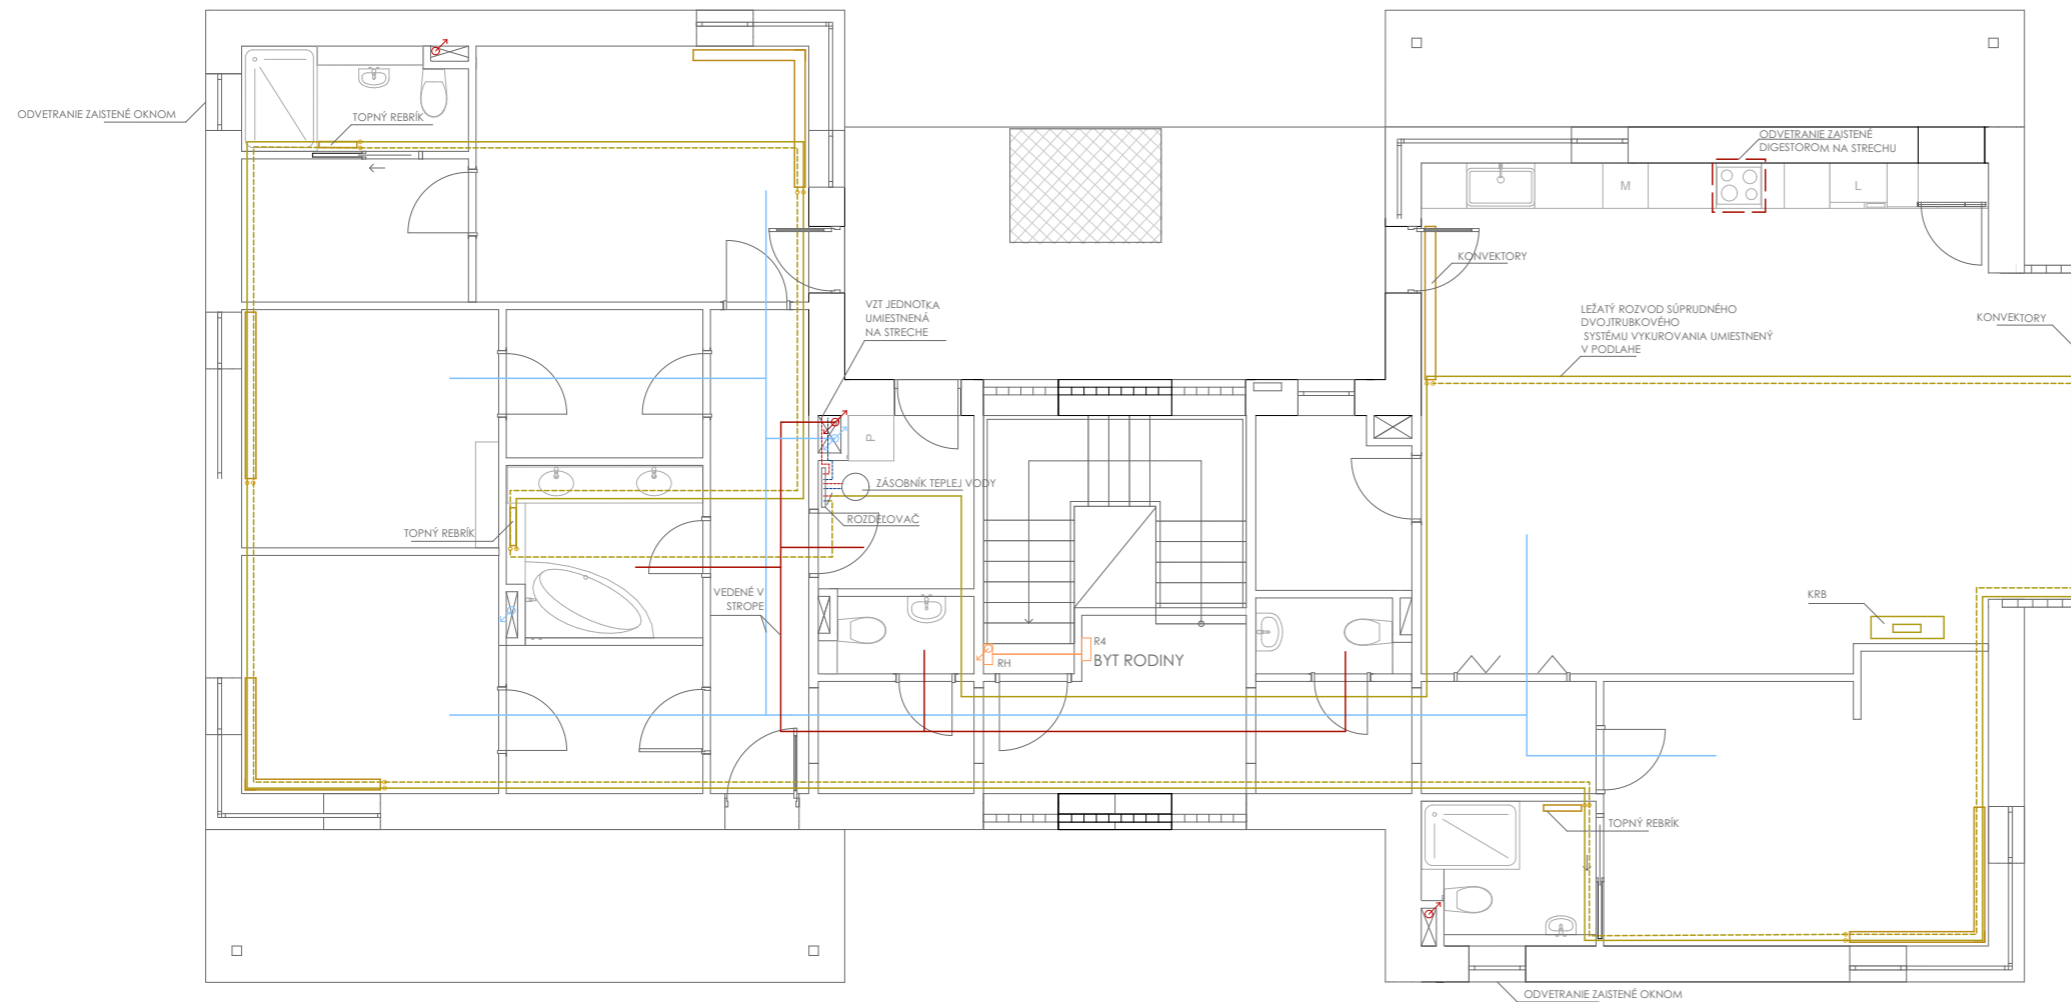 ODVETRANIE ZAISTENÉ OKNOM
TOPNÝ REBRÍK
ODVETRANIE ZAISTENÉ
DIGESTOROM NA STRECHU
M
L
KONVEKTORY
VZT JEDNOTKA
UMIESTNENÁ
NA STRECHE
LEŽATÝ ROZVOD SÚPRUDNÉHO
DVOJTRUBKOVÉHO
SYSTÉMU VYKUROVANIA UMIESTNENÝ
V PODLAHE
KONVEKTORY
P
ZÁSOBNÍK TEPLEJ VODY
ROZDEĽOVAČ
TOPNÝ REBRÍK
VEDENÉ V
STROPE
KRB
R4
RH
BYT RODINY
TOPNÝ REBRÍK
ODVETRANIE ZAISTENÉ OKNOM